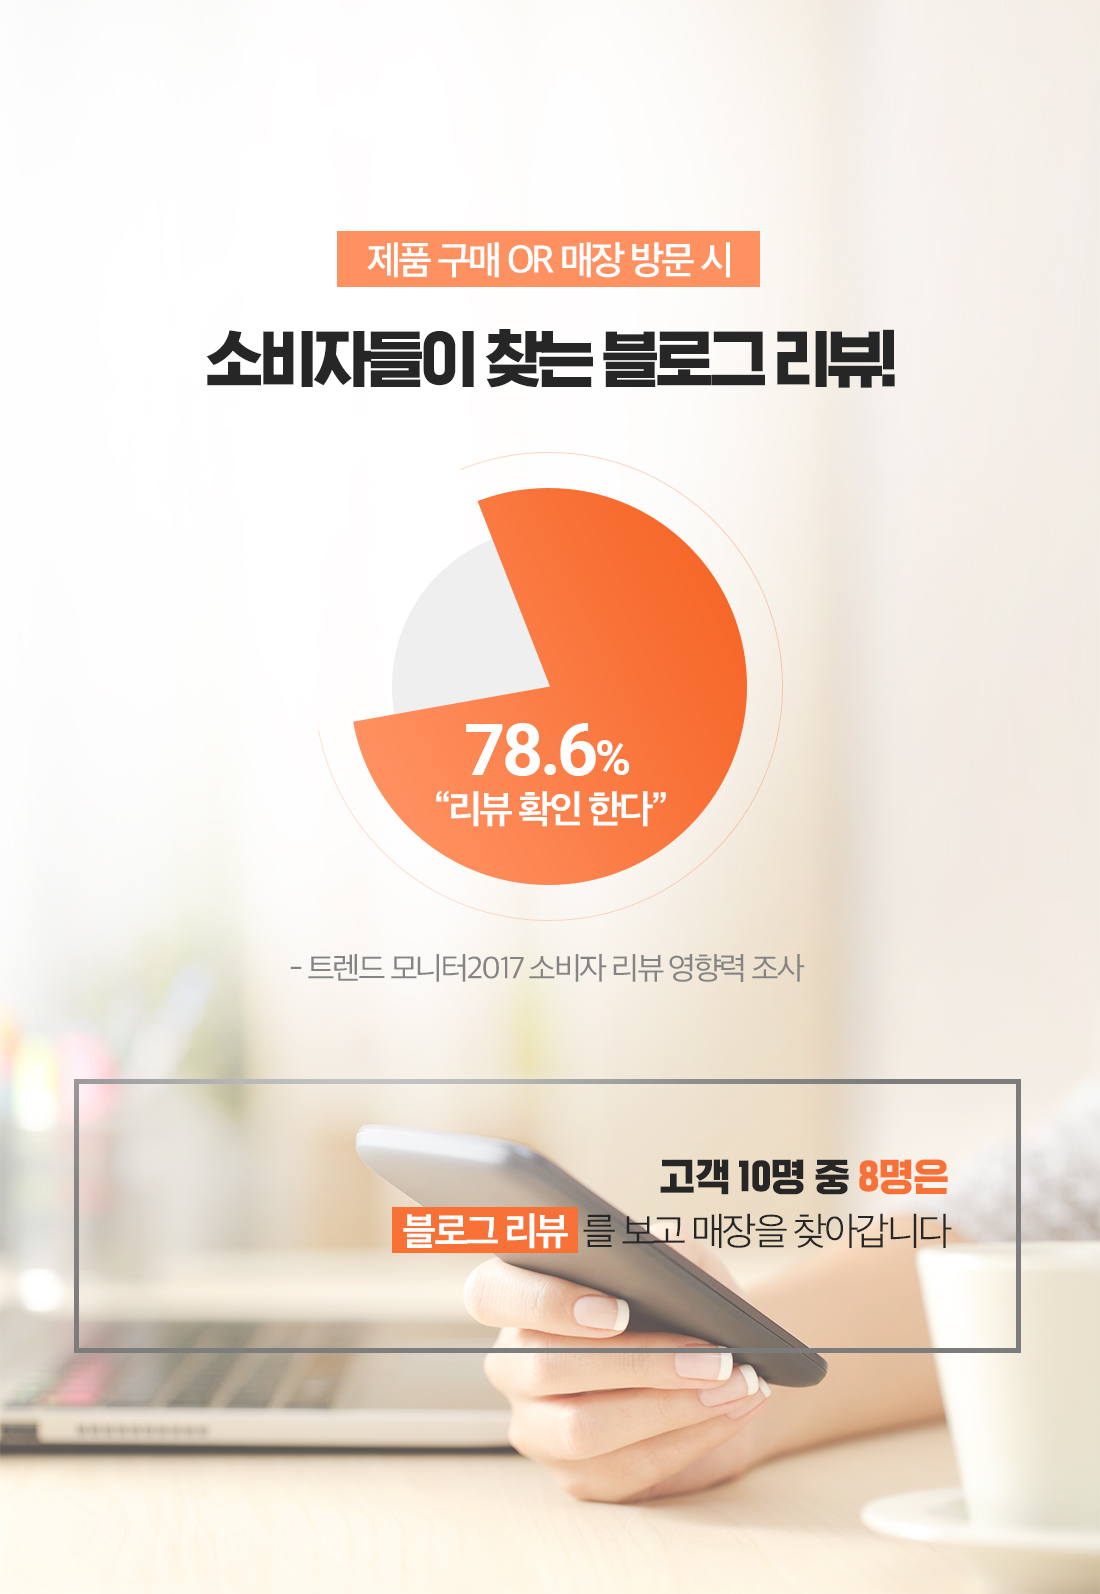 제품 구매 OR 매장 방문 시
소비자들이 찾는 블로그 리뷰!
78.6%
“리뷰 확인 한다”
- 트렌드 모니터2017 소비자 리뷰 영향력 조사
고객 10명 중 8명은
블로그 리뷰 를 보고 매장을 찾아갑니다